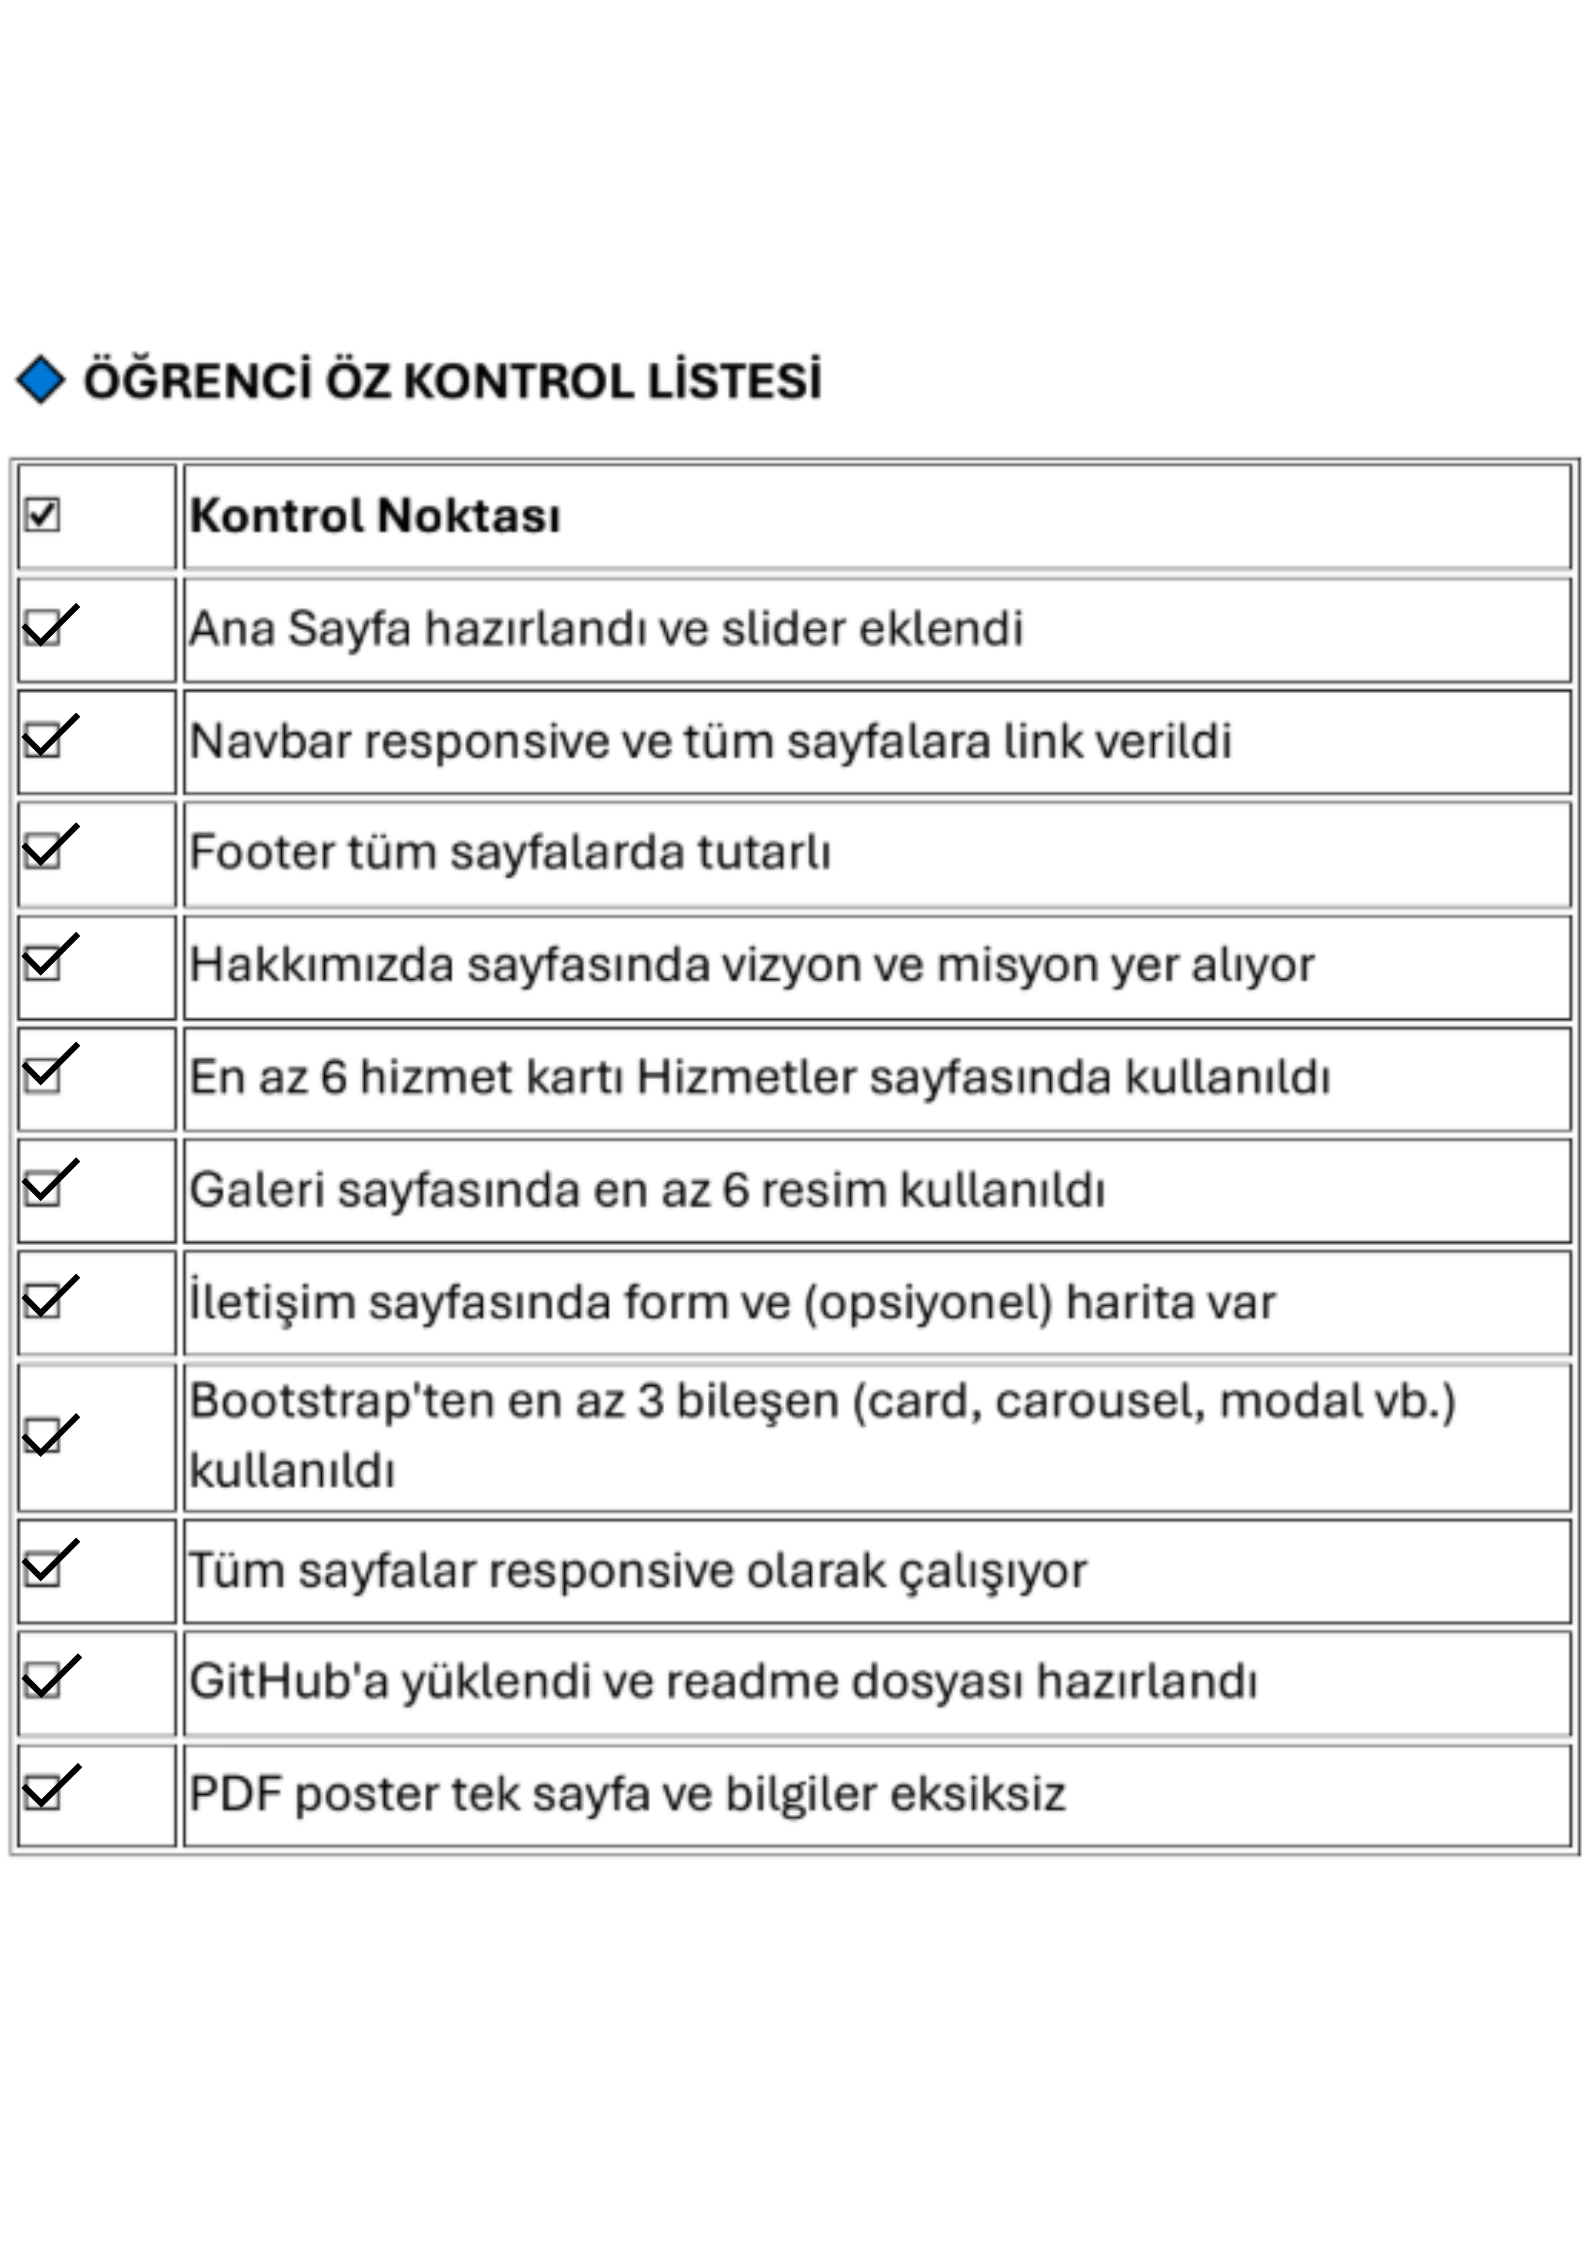 ÖĞRENCİ ÖZ KONTROL LİSTESİ
Kontrol Noktası
Ana Sayfa hazırlandı ve slider eklendi
Navbar responsive ve tüm sayfalara link verildi
Footer tüm sayfalarda tutarlı
Hakkımızda sayfasında vizyon ve misyon yer alıyor
En az 6 hizmet kartı Hizmetler sayfasında kullanıldı
Galeri sayfasında en az 6 resim kullanıldı
İletişim sayfasında form ve (opsiyonel) harita var
Bootstrap'ten en az 3 bileşen (card, carousel, modal vb.)
kullanıldı
Tüm sayfalar responsive olarak çalışıyor
GitHub'a yüklendi ve readme dosyası hazırlandı
PDF poster tek sayfa ve bilgiler eksiksiz